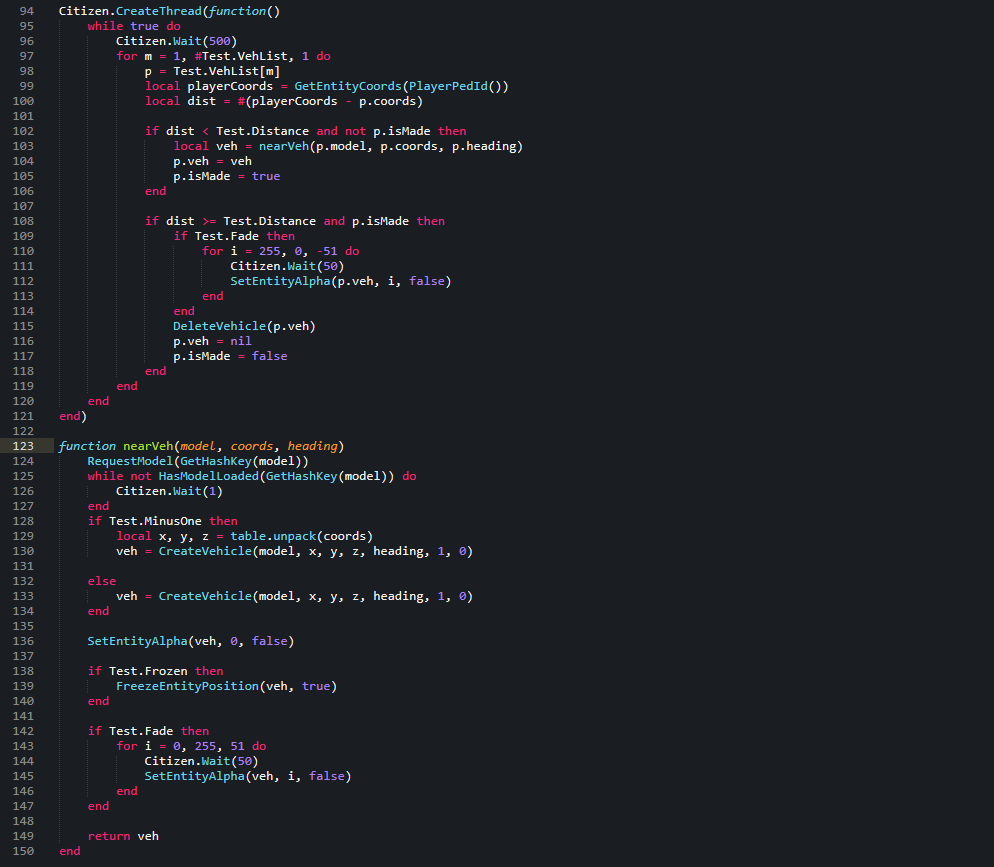 94 Citizen.CreateThread(function()
95 while true do
96 Citizen.Wait(500)
97 for m = 1, #Test.VehList, 1 do
98 p = Test.VehList[m]
99 local playerCoords = GetEntityCoords(PlayerPedId())
100 local dist = #(playerCoords - p.coords)
101
102 if dist < Test.Distance and not p.isMade then
103 local veh = nearVeh(p.model, p.coords, p.heading)
104 p.veh = veh
105 p.isMade = true
106 end
107
108 if dist >= Test.Distance and p.isMade then
109 if Test.Fade then
110 for i = 255, 0, -51 do
111 Citizen.Wait(50)
112 SetEntityAlpha(p.veh, i, false)
113 end
114 end
115 DeleteVehicle(p.veh)
116 p.veh = nil
117 p.isMade = false
118 end
119 end
120 end
121 end)
122
123 function nearVeh(model, coords, heading)
124 RequestModel(GetHashKey(model))
125 while not HasModelLoaded(GetHashKey(model)) do
126 Citizen.Wait(1)
127 end
128 if Test.MinusOne then
129 local x, y, z = table.unpack(coords)
130 veh = CreateVehicle(model, x, y, z, heading, 1, 0)
131
132 else
133 veh = CreateVehicle(model, x, y, z, heading, 1, 0)
134 end
135
136 SetEntityAlpha(veh, 0, false)
137
138 if Test.Frozen then
139 FreezeEntityPosition(veh, true)
140 end
141
142 if Test.Fade then
143 for i = 0, 255, 51 do
144 Citizen.Wait(50)
145 SetEntityAlpha(veh, i, false)
146 end
147 end
148
149 return veh
150 end